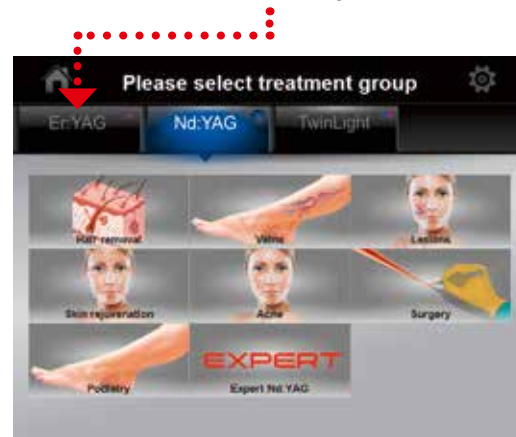 Please select treatment group
Er:YAG Nd:YAG TwinLight
Hair removal Veins Lesions
Skin rejuvenation Acne Surgery
EXPERT
Podiatry Expert Nd:YAG